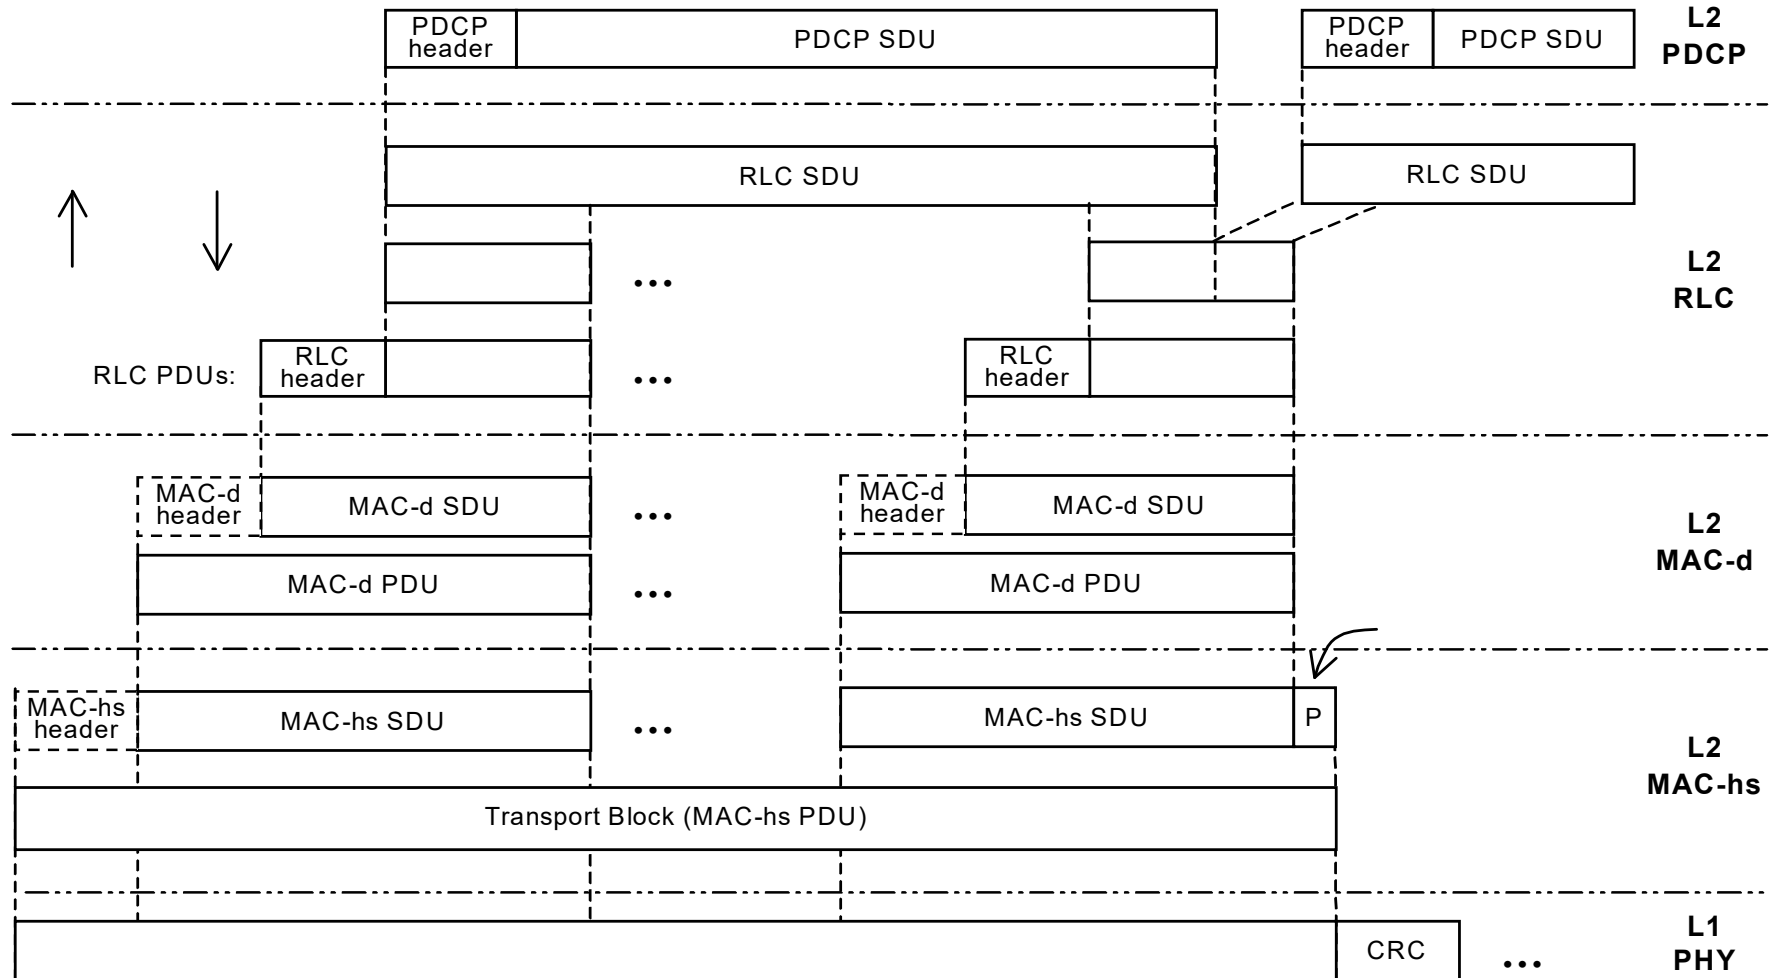 PDCP
header
PDCP SDU
PDCP
header
PDCP SDU
L2
PDCP
RLC SDU
RLC SDU
...
L2
RLC
RLC PDUs:
RLC
header
...
RLC
header
MAC-d
header
MAC-d SDU
...
MAC-d
header
MAC-d SDU
L2
MAC-d
MAC-d PDU
...
MAC-d PDU
MAC-hs
header
MAC-hs SDU
...
MAC-hs SDU
P
L2
MAC-hs
Transport Block (MAC-hs PDU)
CRC
...
L1
PHY